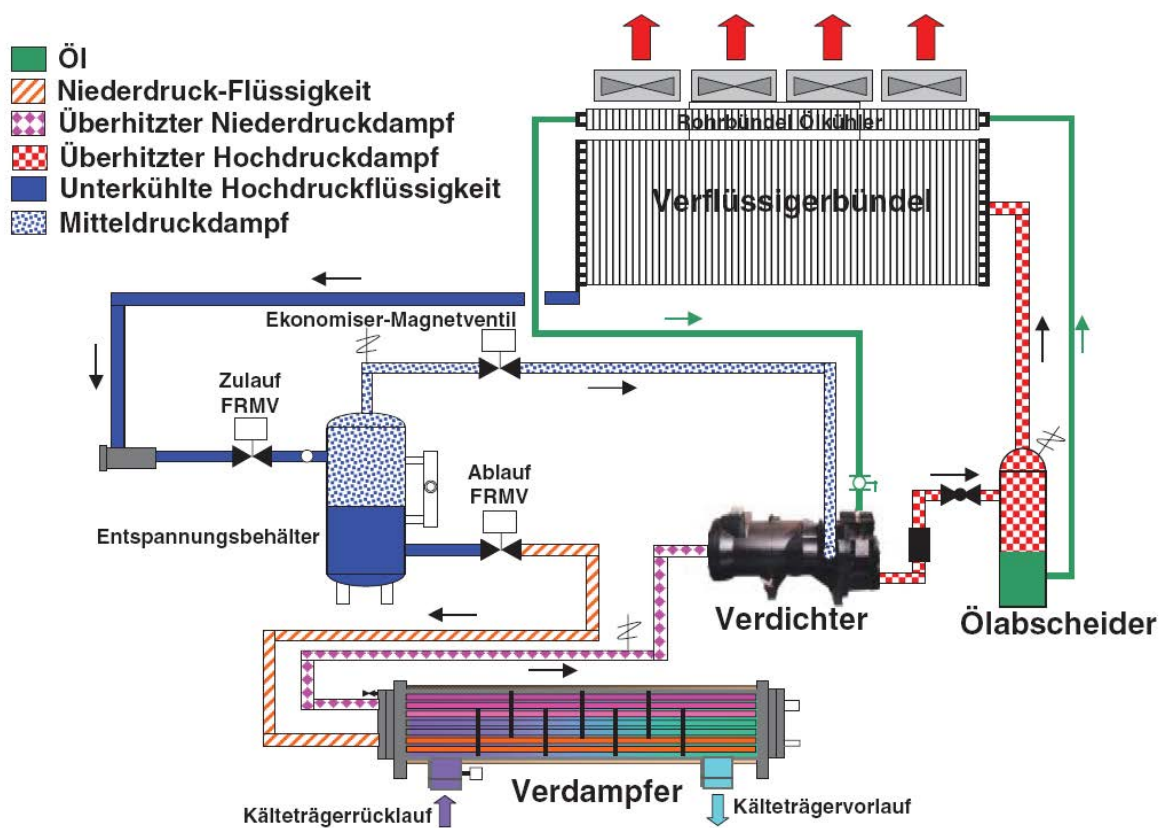 Öl
Niederdruck-Flüssigkeit
Überhitzter Niederdruckdampf
Überhitzter Hochdruckdampf
Unterkühlte Hochdruckflüssigkeit
Mitteldruckdampf
Rohrbündel Ölkühler
Verflüssigerbündel
Ekonomiser-Magnetventil
Zulauf
FRMV
Ablauf
FRMV
Entspannungsbehälter
Verdichter
Ölabscheider
Verdampfer
Kälteträgerrücklauf
Kälteträgervorlauf